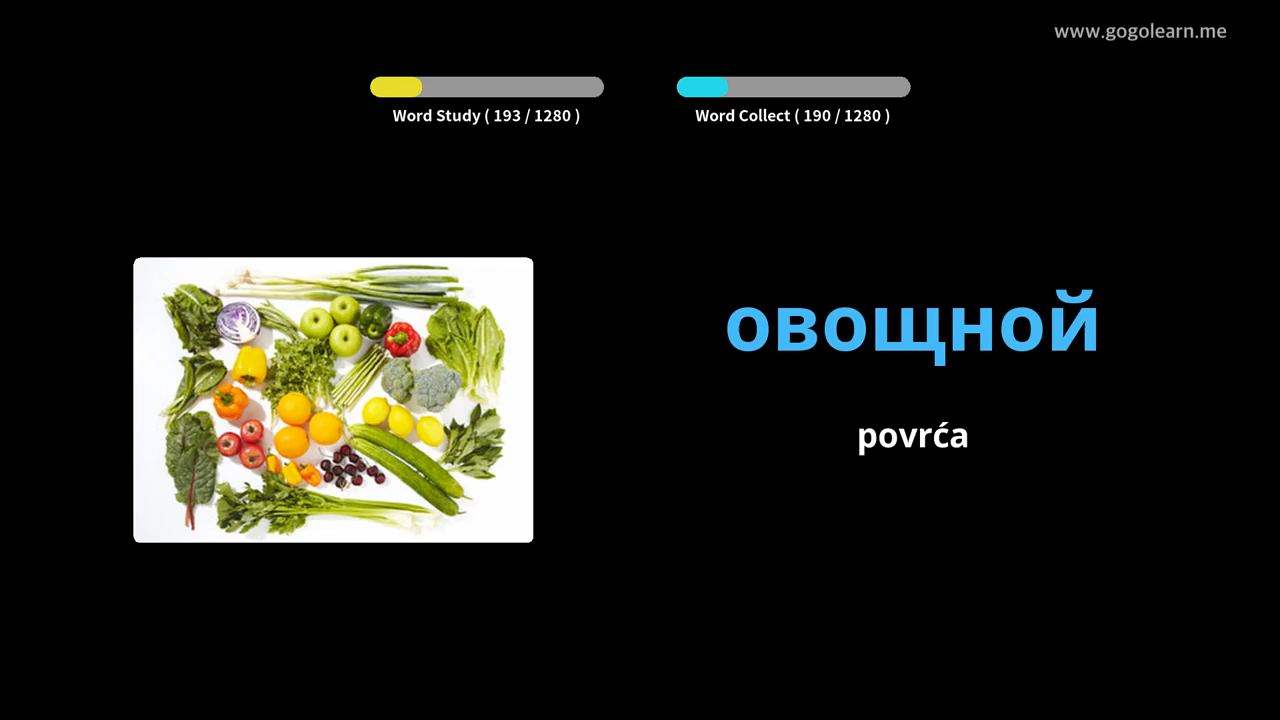 www.gogolearn.me
Word Study ( 193 / 1280 )
Word Collect ( 190 / 1280 )
овощной
povrća